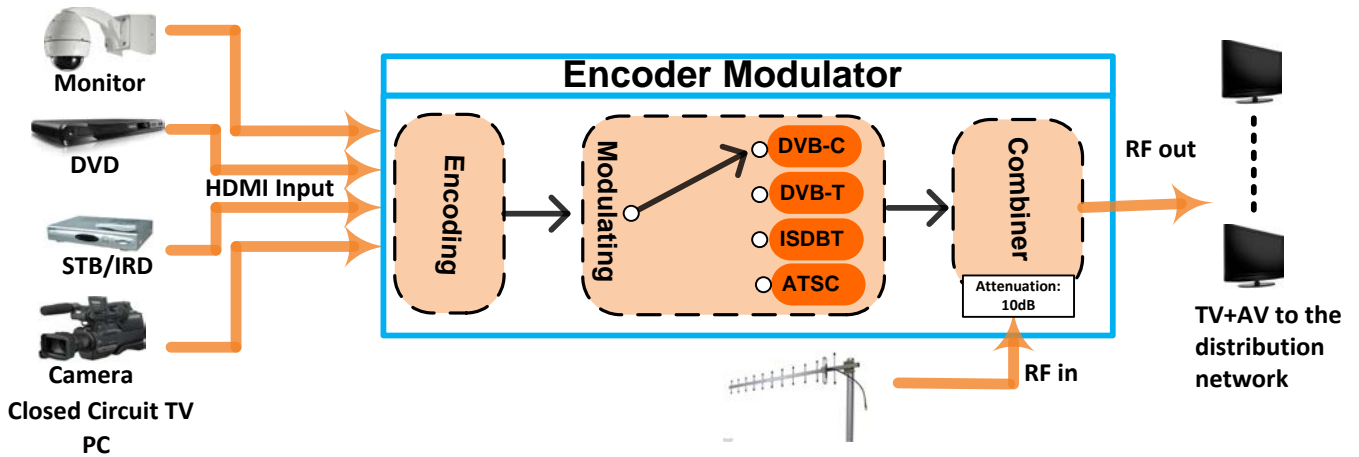 Encoder Modulator
Monitor
DVD
HDMI Input
STB/IRD
Camera
Closed Circuit TV
PC
Encoding
Modulating
DVB-C
DVB-T
ISDBT
ATSC
Combiner
Attenuation:
10dB
RF in
RF out
TV+AV to the
distribution
network